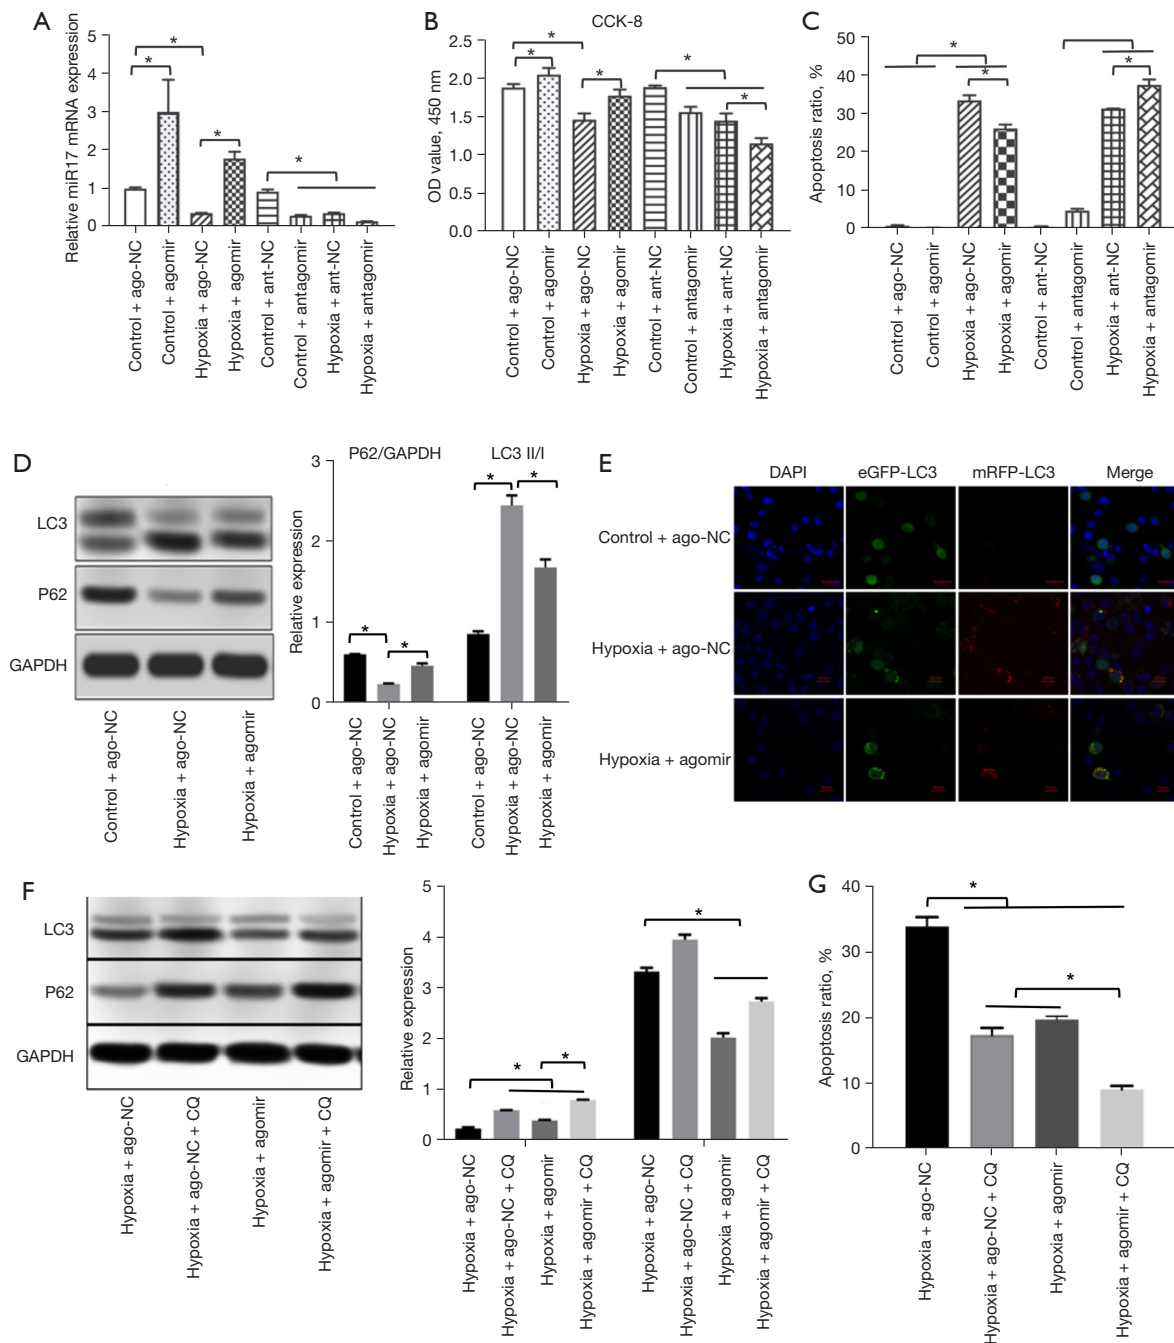 A
Relative miR17 mRNA expression
5
4
3
2
1
0
*
*
*
*
Control + ago-NC
Control + agomir
Hypoxia + ago-NC
Hypoxia + agomir
Control + ant-NC
Control + antagomir
Hypoxia + ant-NC
Hypoxia + antagomir
B
CCK-8
OD value, 450 nm
2.5
2.0
1.5
1.0
0.5
0.0
*
*
*
*
*
Control + ago-NC
Control + agomir
Hypoxia + ago-NC
Hypoxia + agomir
Control + ant-NC
Control + antagomir
Hypoxia + ant-NC
Hypoxia + antagomir
C
Apoptosis ratio, %
50
40
30
20
10
0
*
*
*
Control + ago-NC
Control + agomir
Hypoxia + ago-NC
Hypoxia + agomir
Control + ant-NC
Control + antagomir
Hypoxia + ant-NC
Hypoxia + antagomir
D
LC3
P62
GAPDH
Control + ago-NC
Hypoxia + ago-NC
Hypoxia + agomir
P62/GAPDH
LC3 II/I
Relative expression
3
2
1
0
*
*
*
*
Control + ago-NC
Hypoxia + ago-NC
Hypoxia + agomir
Control + ago-NC
Hypoxia + ago-NC
Hypoxia + agomir
E
DAPI
eGFP-LC3
mRFP-LC3
Merge
Control + ago-NC
Hypoxia + ago-NC
Hypoxia + agomir
F
LC3
P62
GAPDH
Hypoxia + ago-NC
Hypoxia + ago-NC + CQ
Hypoxia + agomir
Hypoxia + agomir + CQ
Relative expression
5
4
3
2
1
0
*
*
*
Hypoxia + ago-NC
Hypoxia + ago-NC + CQ
Hypoxia + agomir
Hypoxia + agomir + CQ
Hypoxia + ago-NC
Hypoxia + ago-NC + CQ
Hypoxia + agomir
Hypoxia + agomir + CQ
G
Apoptosis ratio, %
40
30
20
10
0
*
*
Hypoxia + ago-NC
Hypoxia + ago-NC + CQ
Hypoxia + agomir
Hypoxia + agomir + CQ